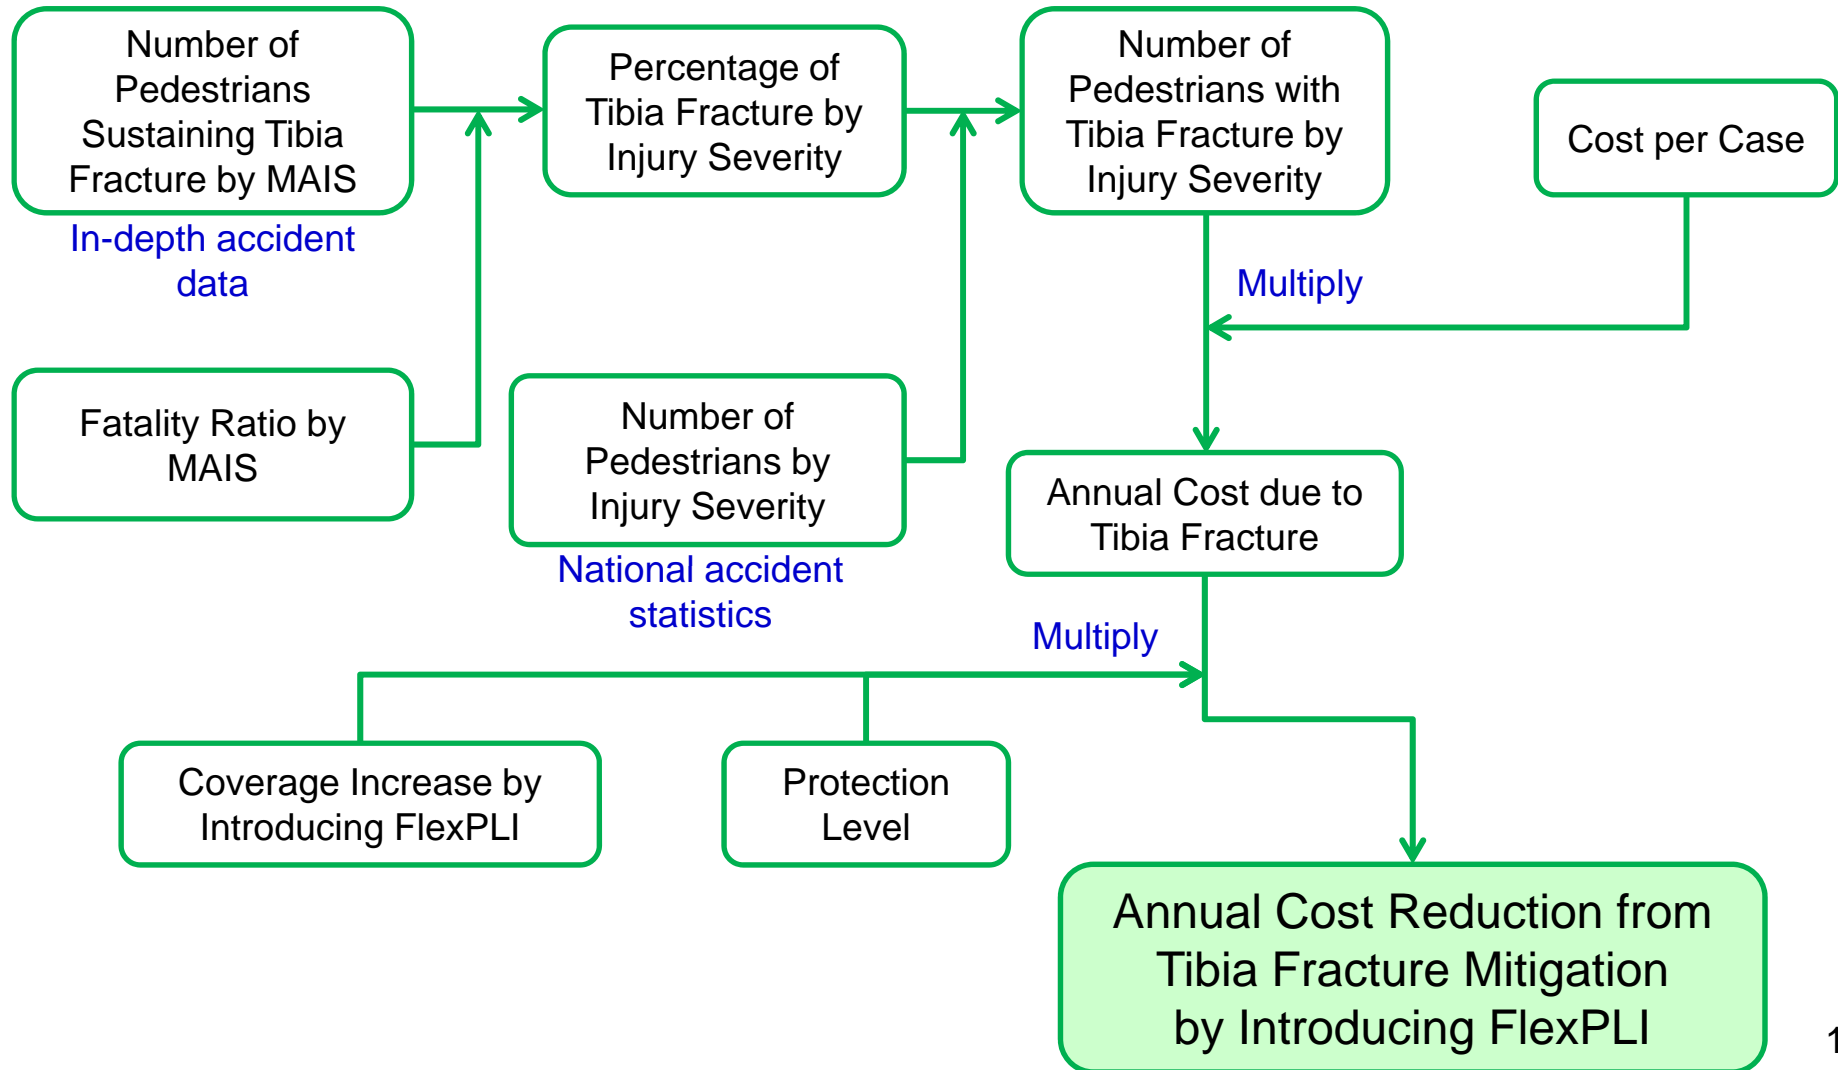 Number of
Pedestrians
Sustaining Tibia
Fracture by MAIS
In-depth accident
data
Percentage of
Tibia Fracture by
Injury Severity
Number of
Pedestrians with
Tibia Fracture by
Injury Severity
Cost per Case
Multiply
Fatality Ratio by
MAIS
Number of
Pedestrians by
Injury Severity
National accident
statistics
Annual Cost due to
Tibia Fracture
Multiply
Coverage Increase by
Introducing FlexPLI
Protection
Level
Annual Cost Reduction from
Tibia Fracture Mitigation
by Introducing FlexPLI